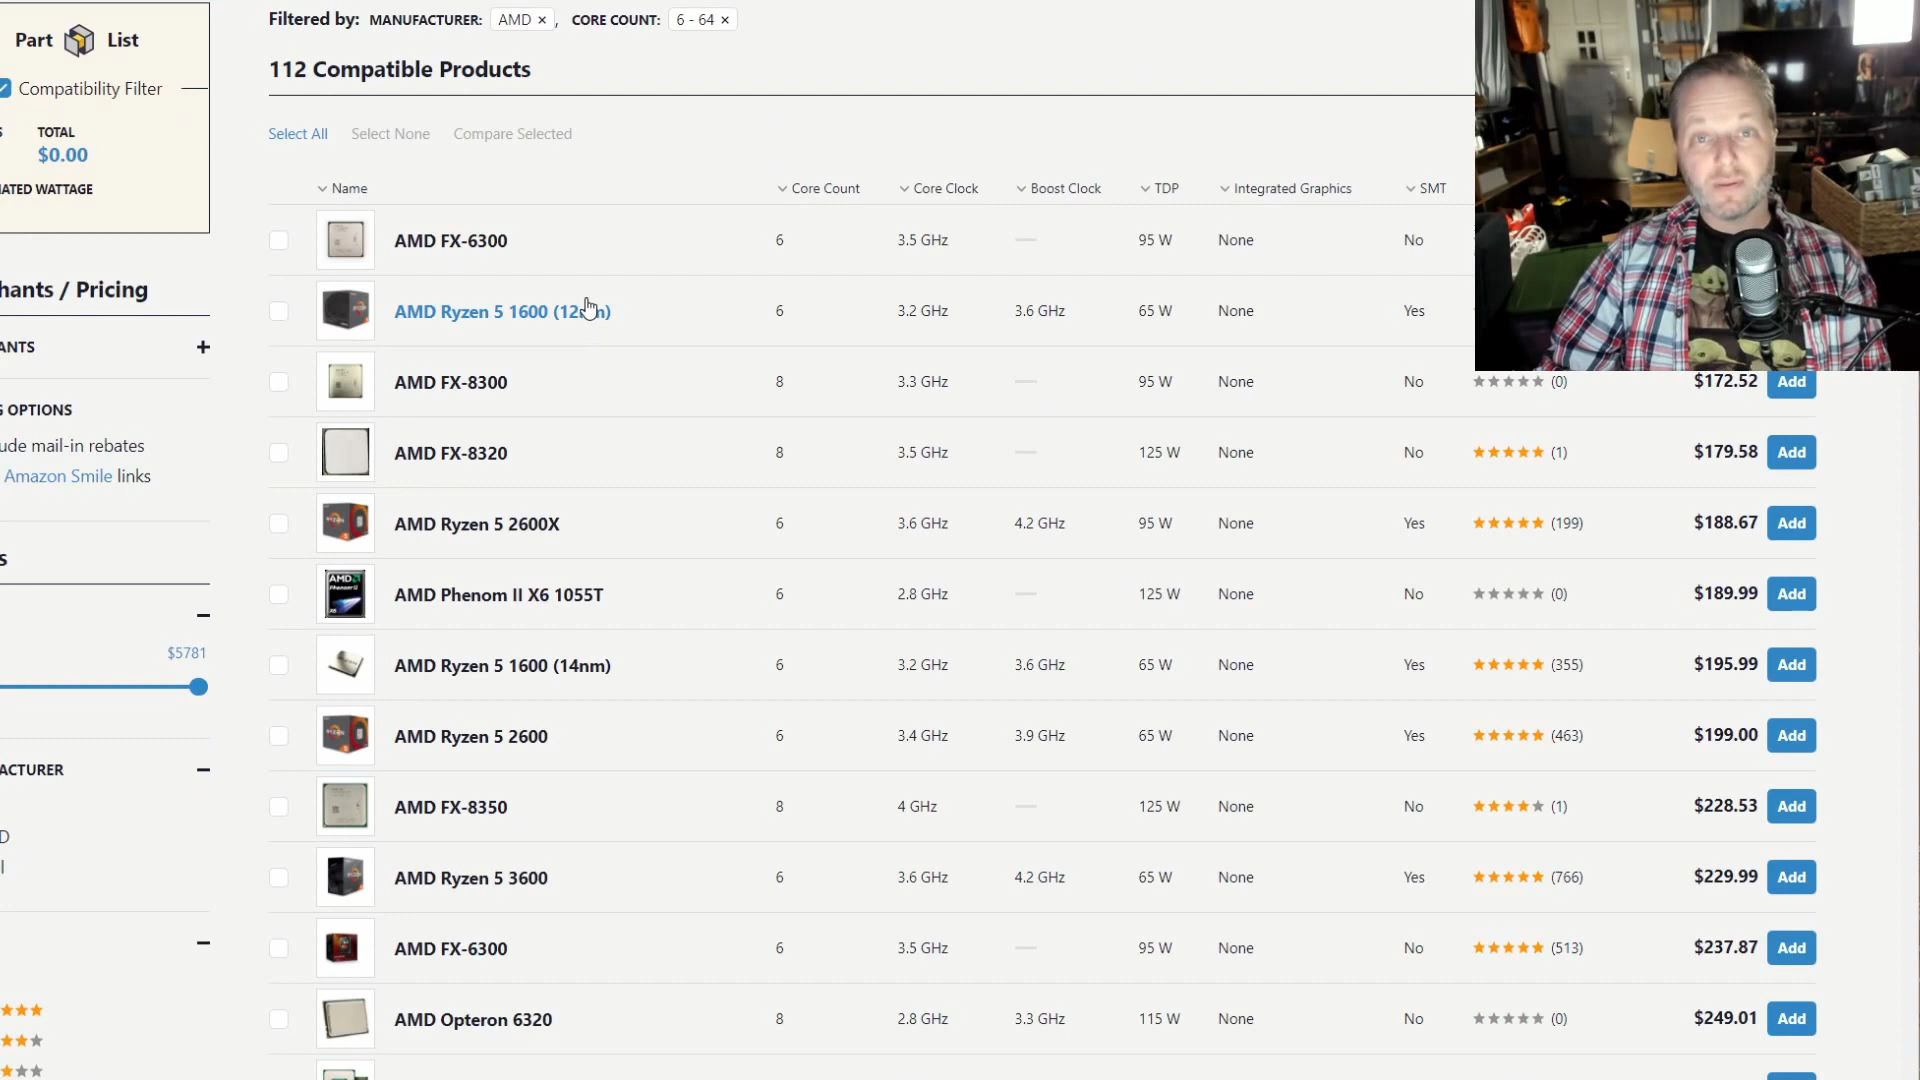 Part List
Compatibility Filter
TOTAL
$0.00
ATED WATTAGE
hants / Pricing
ANTS
G OPTIONS
ude mail-in rebates
Amazon Smile links
S
$5781
ACTURER
D
Filtered by: MANUFACTURER: AMD ×, CORE COUNT: 6 - 64 ×
112 Compatible Products
Select All Select None Compare Selected
Name Core Count Core Clock Boost Clock TDP Integrated Graphics SMT
AMD FX-6300 6 3.5 GHz — 95 W None No
AMD Ryzen 5 1600 (12nm) 6 3.2 GHz 3.6 GHz 65 W None Yes
AMD FX-8300 8 3.3 GHz — 95 W None No (0) $172.52 Add
AMD FX-8320 8 3.5 GHz — 125 W None No (1) $179.58 Add
AMD Ryzen 5 2600X 6 3.6 GHz 4.2 GHz 95 W None Yes (199) $188.67 Add
AMD Phenom II X6 1055T 6 2.8 GHz — 125 W None No (0) $189.99 Add
AMD Ryzen 5 1600 (14nm) 6 3.2 GHz 3.6 GHz 65 W None Yes (355) $195.99 Add
AMD Ryzen 5 2600 6 3.4 GHz 3.9 GHz 65 W None Yes (463) $199.00 Add
AMD FX-8350 8 4 GHz — 125 W None No (1) $228.53 Add
AMD Ryzen 5 3600 6 3.6 GHz 4.2 GHz 65 W None Yes (766) $229.99 Add
AMD FX-6300 6 3.5 GHz — 95 W None No (513) $237.87 Add
AMD Opteron 6320 8 2.8 GHz 3.3 GHz 115 W None No (0) $249.01 Add